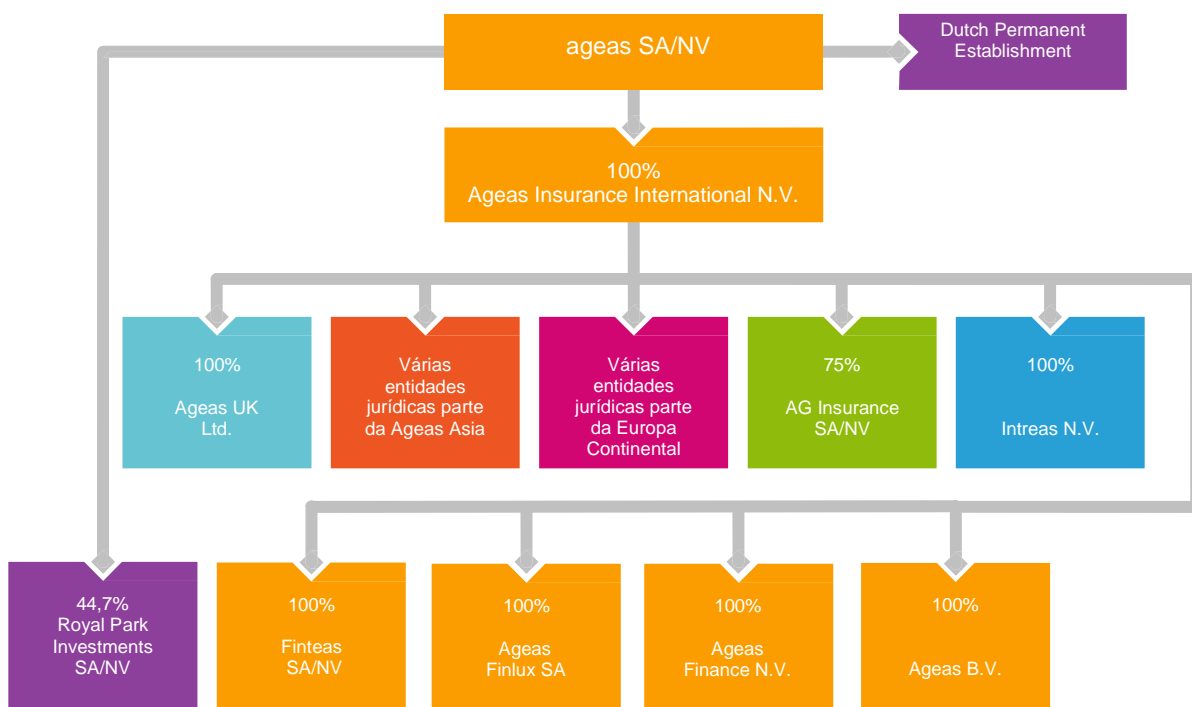 ageas SA/NV
Dutch Permanent
Establishment
100%
Ageas Insurance International N.V.
100%
Ageas UK
Ltd.
Várias
entidades
jurídicas parte
da Ageas Asia
Várias
entidades
jurídicas parte
da Europa
Continental
75%
AG Insurance
SA/NV
100%
Intreas N.V.
44,7%
Royal Park
Investments
SA/NV
100%
Finteas
SA/NV
100%
Ageas
Finlux SA
100%
Ageas
Finance N.V.
100%
Ageas B.V.